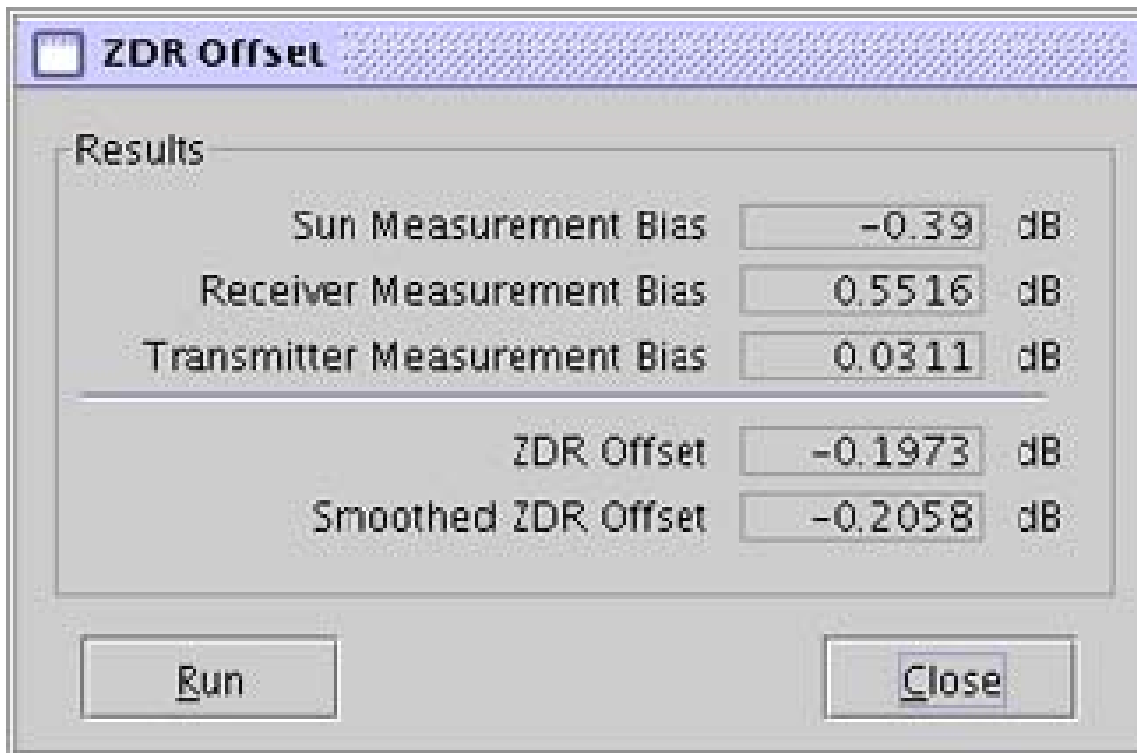 ZDR Offset
Results
Sun Measurement Bias -0.39 dB
Receiver Measurement Bias 0.5516 dB
Transmitter Measurement Bias 0.0311 dB
ZDR Offset -0.1973 dB
Smoothed ZDR Offset -0.2058 dB
Run Close